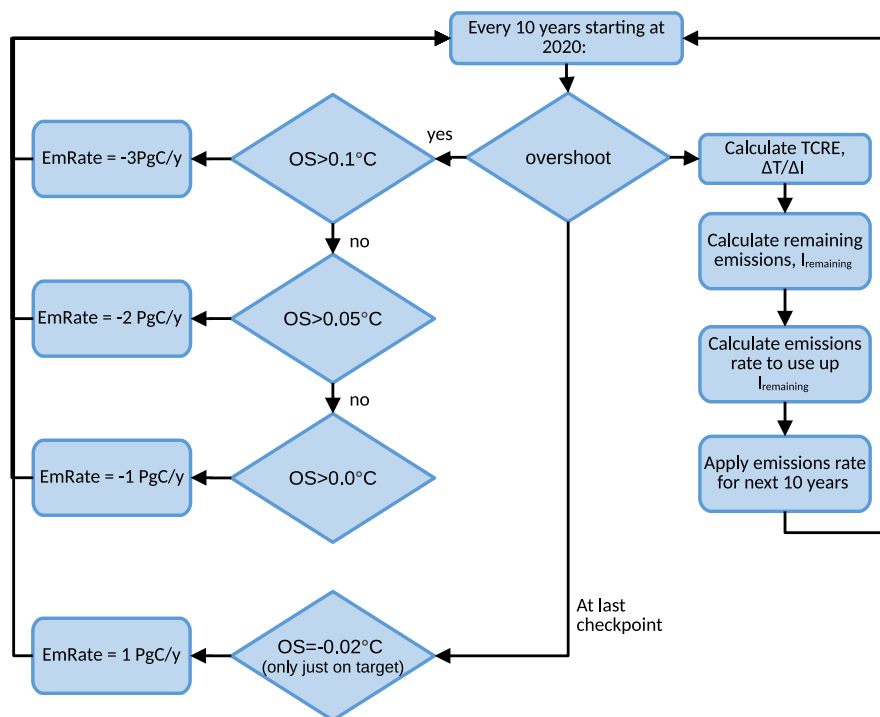 Every 10 years starting at
2020:
yes
overshoot
OS>0.1°C
EmRate = -3PgC/y
no
OS>0.05°C
EmRate = -2 PgC/y
no
OS>0.0°C
EmRate = -1 PgC/y
At last
checkpoint
OS=-0.02°C
(only just on target)
EmRate = 1 PgC/y
Calculate TCRE,
ΔT/ΔI
Calculate remaining
emissions, Iremaining
Calculate emissions
rate to use up
Iremaining
Apply emissions rate
for next 10 years